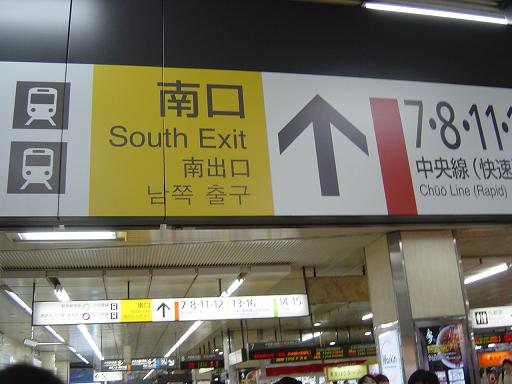 南口
South Exit
南出口
남쪽 출구
7·8·11·1
中央線(快速
Chūō Line (Rapid)
南口
7·8·11·12
13-16
14·15